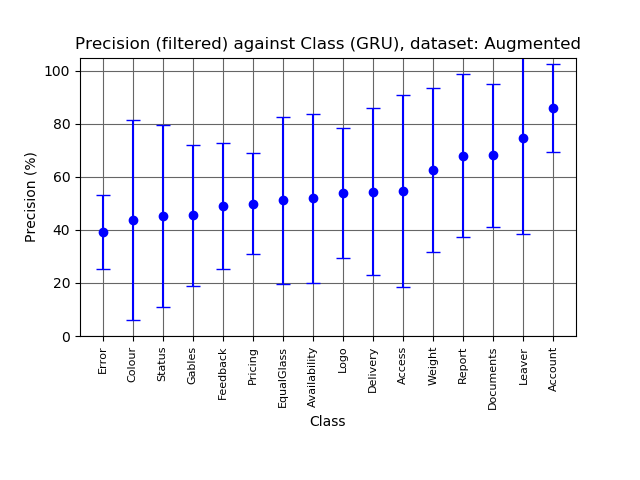 Precision (filtered) against Class (GRU), dataset: Augmented
100
80
60
40
20
0
Precision (%)
Error
Colour
Status
Gables
Feedback
Pricing
EqualGlass
Availability
Logo
Delivery
Access
Weight
Report
Documents
Leaver
Account
Class